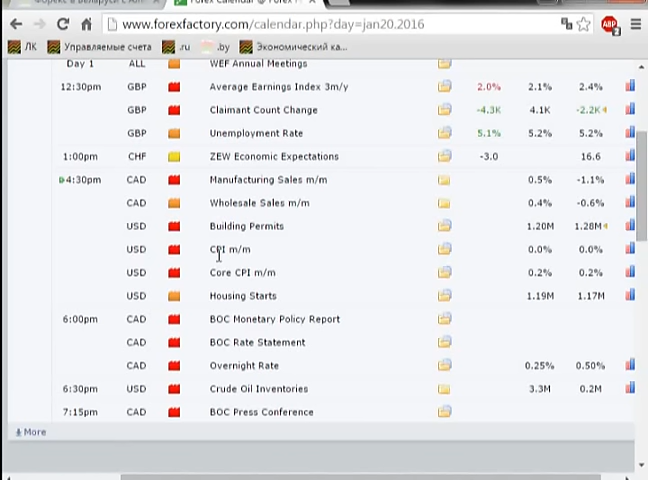 www.forexfactory.com/calendar.php?day=jan20.2016
ЛК Управляемые счета .ru .by Экономический ка...
Day 1 ALL WEF Annual Meetings
12:30pm GBP Average Earnings Index 3m/y 2.0% 2.1% 2.4%
GBP Claimant Count Change -4.3K 4.1K -2.2K
GBP Unemployment Rate 5.1% 5.2% 5.2%
1:00pm CHF ZEW Economic Expectations -3.0 16.6
4:30pm CAD Manufacturing Sales m/m 0.5% -1.1%
CAD Wholesale Sales m/m 0.4% -0.6%
USD Building Permits 1.20M 1.28M
USD CPI m/m 0.0% 0.0%
USD Core CPI m/m 0.2% 0.2%
USD Housing Starts 1.19M 1.17M
6:00pm CAD BOC Monetary Policy Report
CAD BOC Rate Statement
CAD Overnight Rate 0.25% 0.50%
6:30pm USD Crude Oil Inventories 3.3M 0.2M
7:15pm CAD BOC Press Conference
More